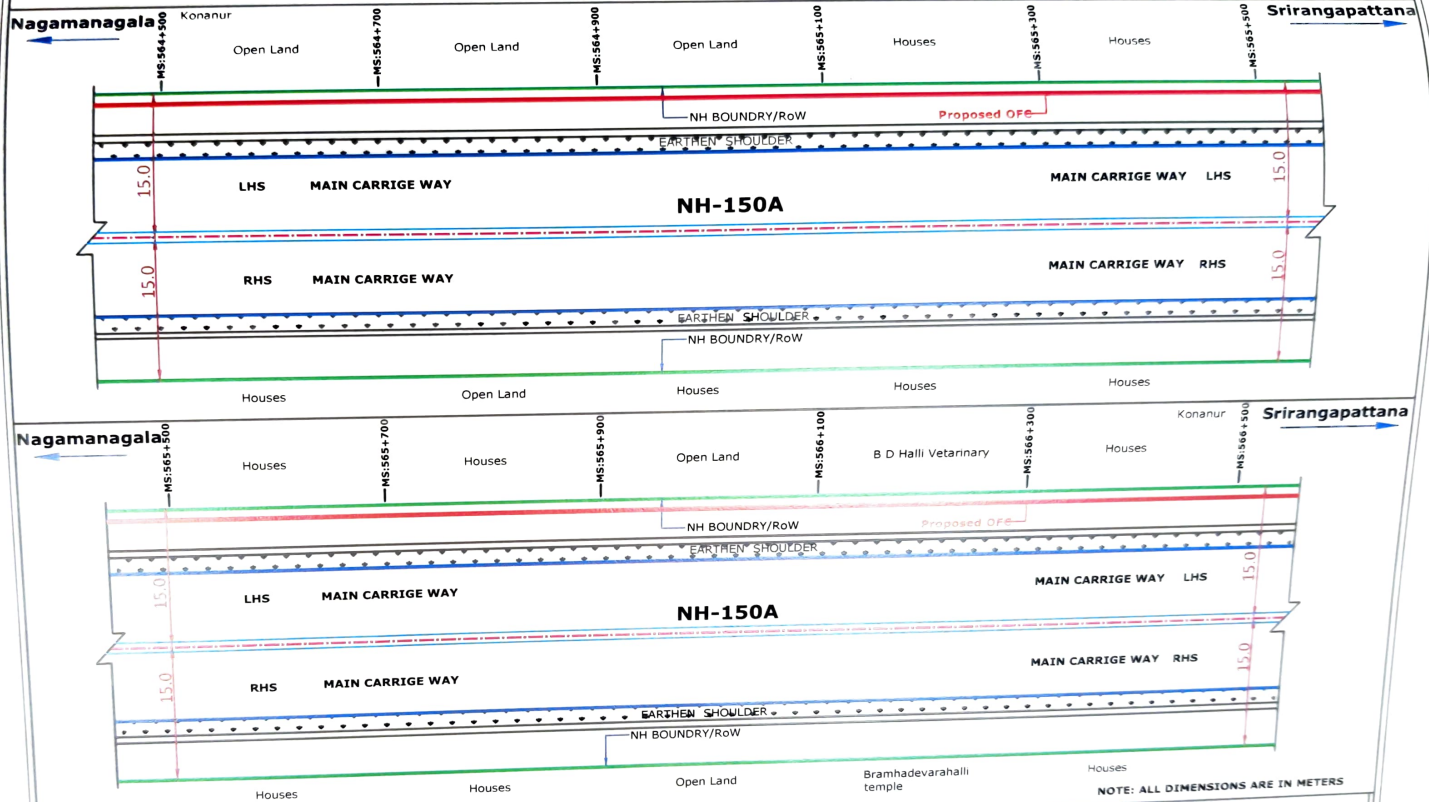 Nagamanagala
Konanur
Srirangapattana
MS:564+500
MS:564+700
MS:564+900
MS:565+100
MS:565+300
MS:565+500
Open Land
Open Land
Open Land
Houses
Houses
NH BOUNDRY/RoW
Proposed OFC
EARTHEN SHOULDER
15.0
LHS MAIN CARRIGE WAY
MAIN CARRIGE WAY LHS
15.0
NH-150A
15.0
RHS MAIN CARRIGE WAY
MAIN CARRIGE WAY RHS
15.0
EARTHEN SHOULDER
NH BOUNDRY/RoW
Houses
Open Land
Houses
Houses
Houses
Nagamanagala
Konanur
Srirangapattana
MS:565+500
MS:565+700
MS:565+900
MS:566+100
MS:566+300
MS:566+500
Houses
Houses
Open Land
B D Halli Vetarinary
Houses
NH BOUNDRY/RoW
Proposed OFC
EARTHEN SHOULDER
15.0
LHS MAIN CARRIGE WAY
MAIN CARRIGE WAY LHS
15.0
NH-150A
15.0
RHS MAIN CARRIGE WAY
MAIN CARRIGE WAY RHS
15.0
EARTHEN SHOULDER
NH BOUNDRY/RoW
Houses
Houses
Open Land
Bramhadevarahalli
temple
Houses
NOTE: ALL DIMENSIONS ARE IN METERS